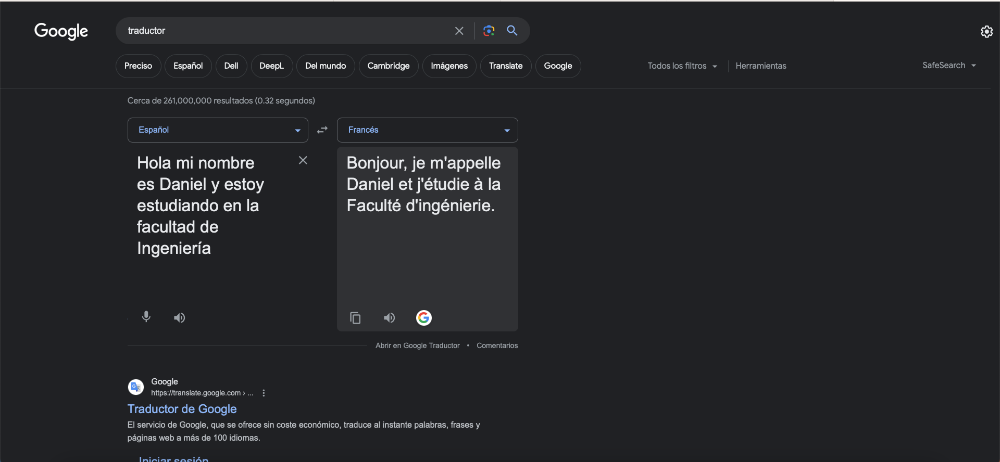 Google
traductor
Preciso
Español
Dell
DeepL
Del mundo
Cambridge
Imágenes
Translate
Google
Todos los filtros
Herramientas
SafeSearch
Cerca de 261,000,000 resultados (0.32 segundos)
Español
Francés
Hola mi nombre
es Daniel y estoy
estudiando en la
facultad de
Ingeniería
Bonjour, je m'appelle
Daniel et j'étudie à la
Faculté d'ingénierie.
Abrir en Google Traductor • Comentarios
Google
https://translate.google.com › ...
Traductor de Google
El servicio de Google, que se ofrece sin coste económico, traduce al instante palabras, frases y
páginas web a más de 100 idiomas.
Iniciar sesión